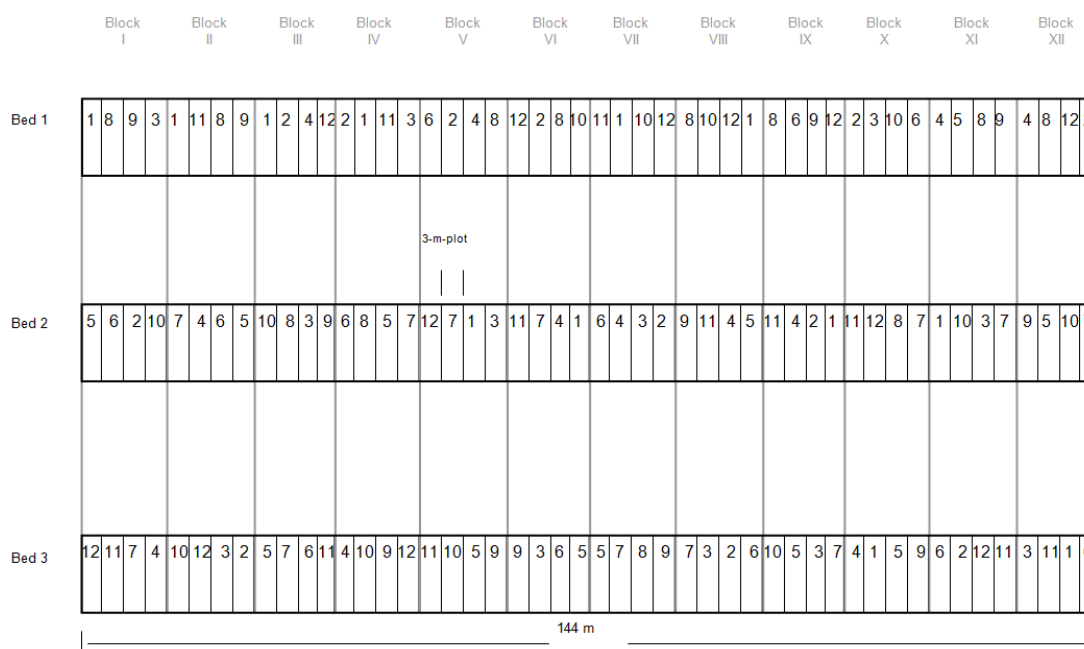 Block I Block II Block III Block IV Block V Block VI Block VII Block VIII Block IX Block X Block XI Block XII
Bed 1 1 8 9 3 1 11 8 9 1 2 4 12 2 1 11 3 6 2 4 8 12 2 8 10 11 1 10 12 8 10 12 1 8 6 9 12 2 3 10 6 4 5 8 9 4 8 12
3-m-plot
Bed 2 5 6 2 10 7 4 6 5 10 8 3 9 6 8 5 7 12 7 1 3 11 7 4 1 6 4 3 2 9 11 4 5 11 4 2 1 11 12 8 7 1 10 3 7 9 5 10
Bed 3 12 11 7 4 10 12 3 2 5 7 6 11 4 10 9 12 11 10 5 9 9 3 6 5 5 7 8 9 7 3 2 6 10 5 3 7 4 1 5 9 6 2 12 11 3 11 1
144 m